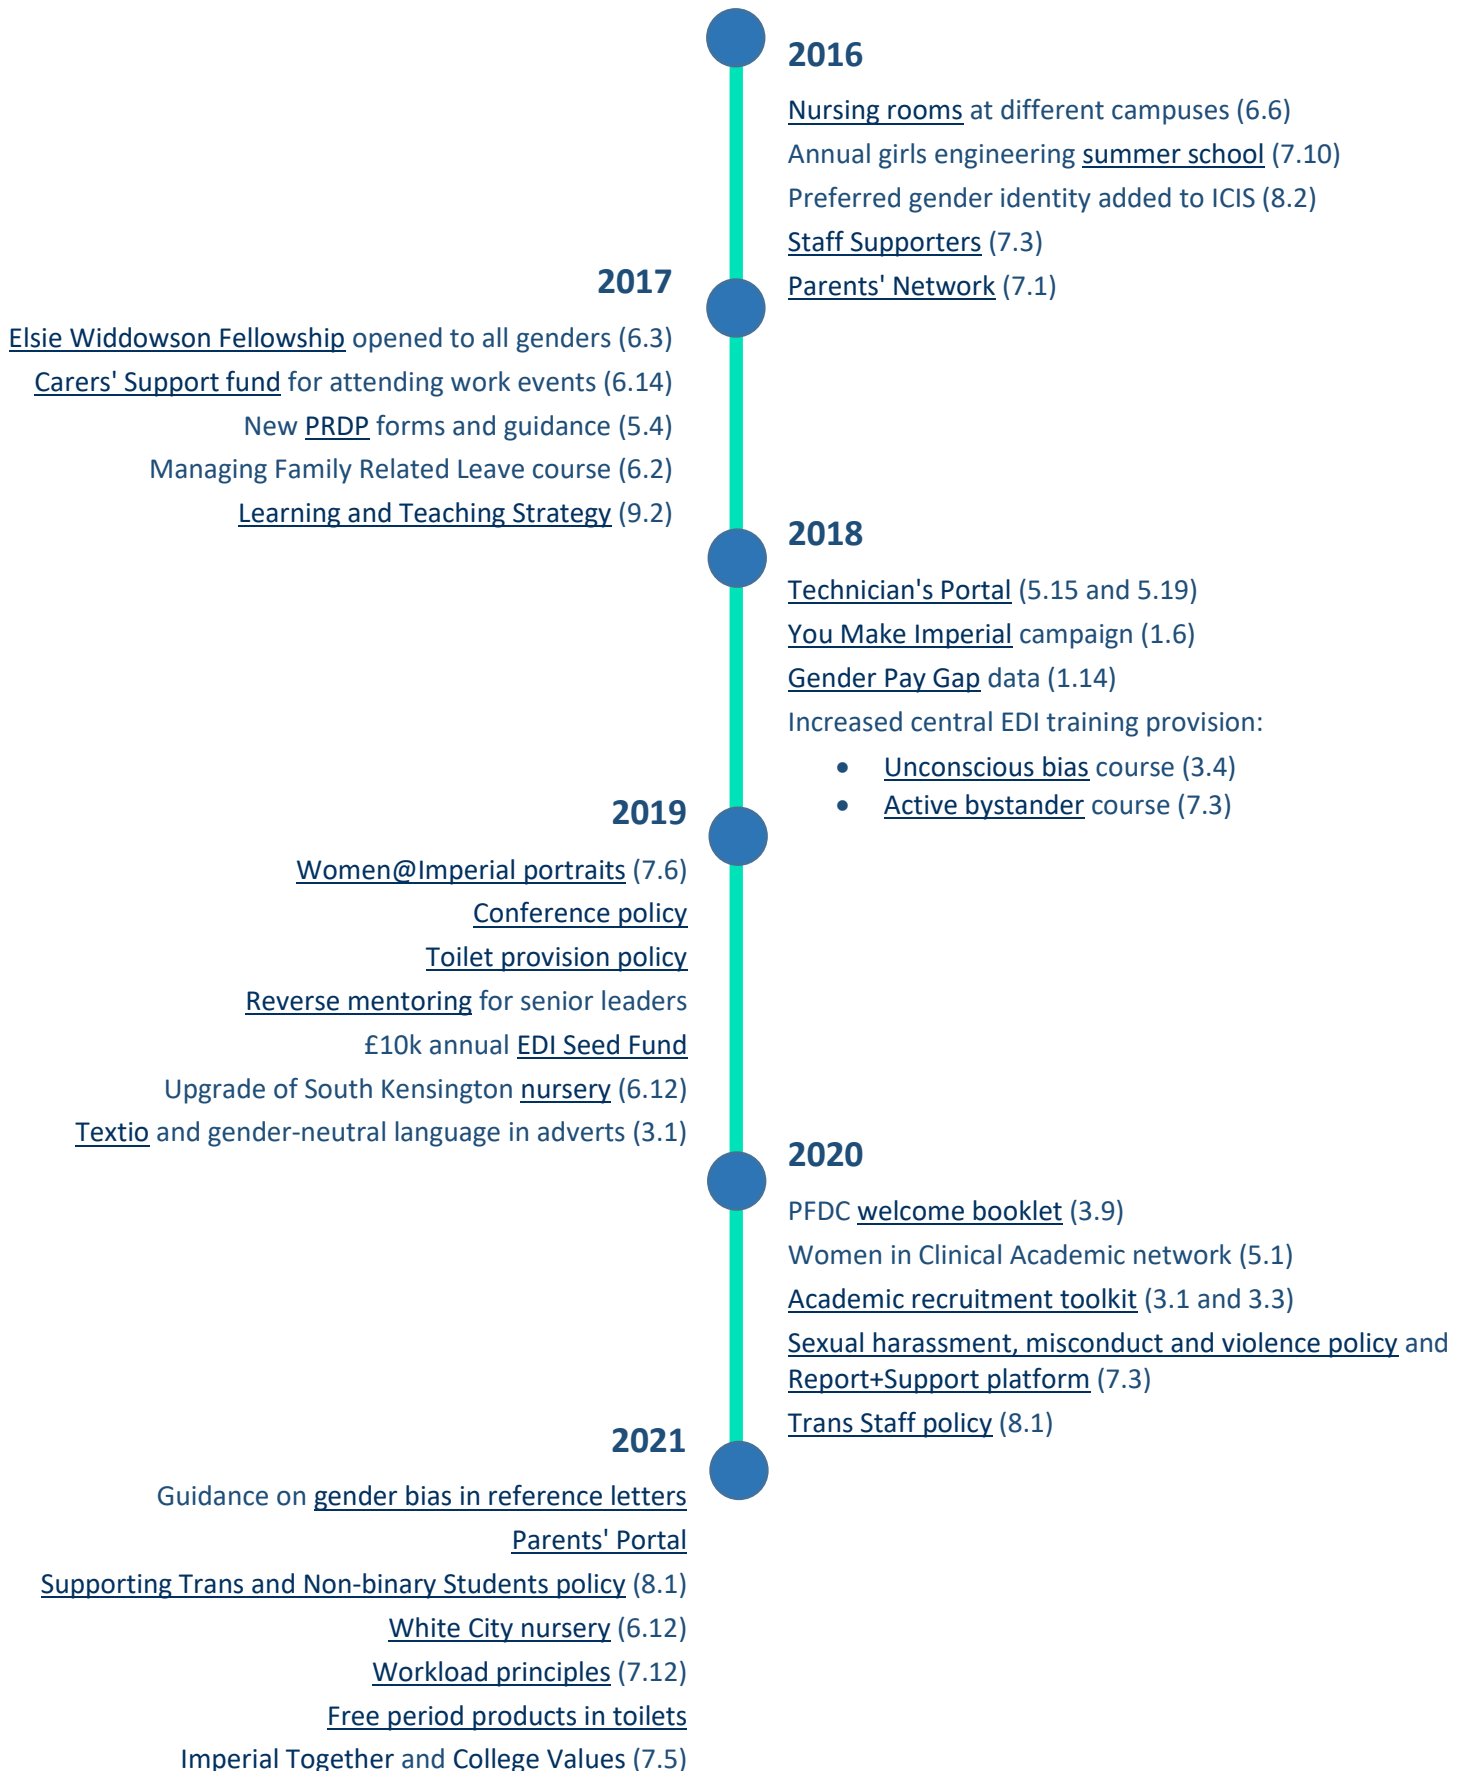 2016
Nursing rooms at different campuses (6.6)
Annual girls engineering summer school (7.10)
Preferred gender identity added to ICIS (8.2)
Staff Supporters (7.3)
Parents' Network (7.1)
2017
Elsie Widdowson Fellowship opened to all genders (6.3)
Carers' Support fund for attending work events (6.14)
New PRDP forms and guidance (5.4)
Managing Family Related Leave course (6.2)
Learning and Teaching Strategy (9.2)
2018
Technician's Portal (5.15 and 5.19)
You Make Imperial campaign (1.6)
Gender Pay Gap data (1.14)
Increased central EDI training provision:
• Unconscious bias course (3.4)
• Active bystander course (7.3)
2019
Women@Imperial portraits (7.6)
Conference policy
Toilet provision policy
Reverse mentoring for senior leaders
£10k annual EDI Seed Fund
Upgrade of South Kensington nursery (6.12)
Textio and gender-neutral language in adverts (3.1)
2020
PFDC welcome booklet (3.9)
Women in Clinical Academic network (5.1)
Academic recruitment toolkit (3.1 and 3.3)
Sexual harassment, misconduct and violence policy and
Report+Support platform (7.3)
Trans Staff policy (8.1)
2021
Guidance on gender bias in reference letters
Parents' Portal
Supporting Trans and Non-binary Students policy (8.1)
White City nursery (6.12)
Workload principles (7.12)
Free period products in toilets
Imperial Together and College Values (7.5)